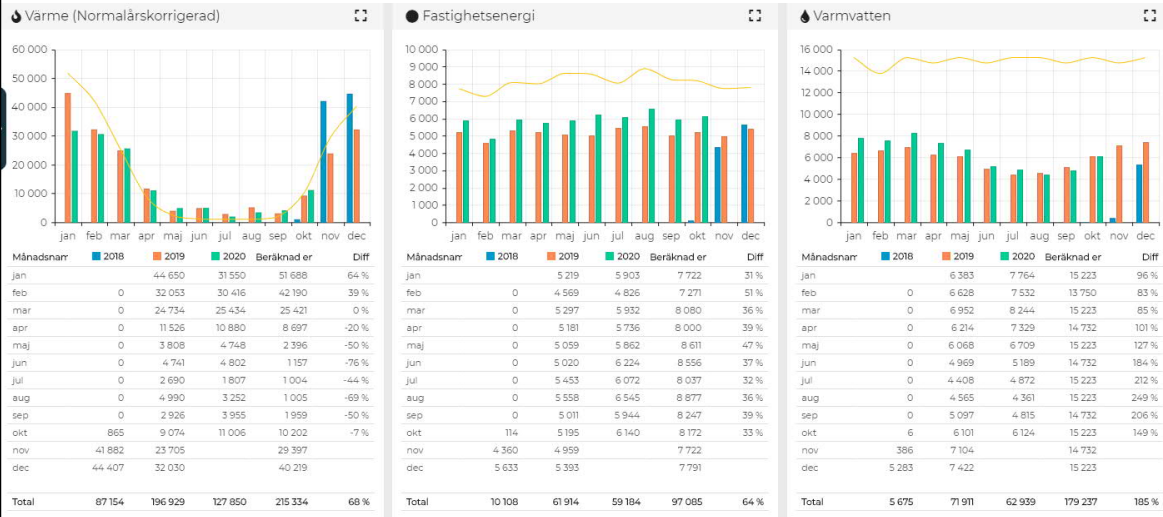 Värme (Normalårskorrigerad)
60 000
50 000
40 000
30 000
20 000
10 000
0
jan feb mar apr maj jun jul aug sep okt nov dec
Månadsnam 2018 2019 2020 Beräknad er Diff
jan 44 650 31 550 51 688 64 %
feb 0 32 053 30 416 42 190 39 %
mar 0 24 734 25 434 25 421 0 %
apr 0 11 526 10 880 8 697 -20 %
maj 0 3 808 4 748 2 396 -50 %
jun 0 4 741 4 802 1 157 -76 %
jul 0 2 690 1 807 1 004 -44 %
aug 0 4 990 3 252 1 005 -69 %
sep 0 2 926 3 955 1 959 -50 %
okt 865 9 074 11 006 10 202 -7 %
nov 41 882 23 705 29 397
dec 44 407 32 030 40 219
Total 87 154 196 929 127 850 215 334 68 %
Fastighetsenergi
10 000
9 000
8 000
7 000
6 000
5 000
4 000
3 000
2 000
1 000
0
jan feb mar apr maj jun jul aug sep okt nov dec
Månadsnam 2018 2019 2020 Beräknad er Diff
jan 5 219 5 903 7 722 31 %
feb 0 4 569 4 826 7 271 51 %
mar 0 5 297 5 932 8 080 36 %
apr 0 5 181 5 736 8 000 39 %
maj 0 5 059 5 862 8 611 47 %
jun 0 5 020 6 224 8 556 37 %
jul 0 5 453 6 072 8 037 32 %
aug 0 5 558 6 545 8 877 36 %
sep 0 5 011 5 944 8 247 39 %
okt 114 5 195 6 140 8 172 33 %
nov 4 360 4 959 7 722
dec 5 633 5 393 7 791
Total 10 108 61 914 59 184 97 085 64 %
Varmvatten
16 000
14 000
12 000
10 000
8 000
6 000
4 000
2 000
0
jan feb mar apr maj jun jul aug sep okt nov dec
Månadsnam 2018 2019 2020 Beräknad er Diff
jan 6 383 7 764 15 223 96 %
feb 0 6 628 7 532 13 750 83 %
mar 0 6 952 8 244 15 223 85 %
apr 0 6 214 7 329 14 732 101 %
maj 0 6 068 6 709 15 223 127 %
jun 0 4 969 5 189 14 732 184 %
jul 0 4 408 4 872 15 223 212 %
aug 0 4 565 4 361 15 223 249 %
sep 0 5 097 4 815 14 732 206 %
okt 6 6 101 6 124 15 223 149 %
nov 386 7 104 14 732
dec 5 283 7 422 15 223
Total 5 675 71 911 62 939 179 237 185 %